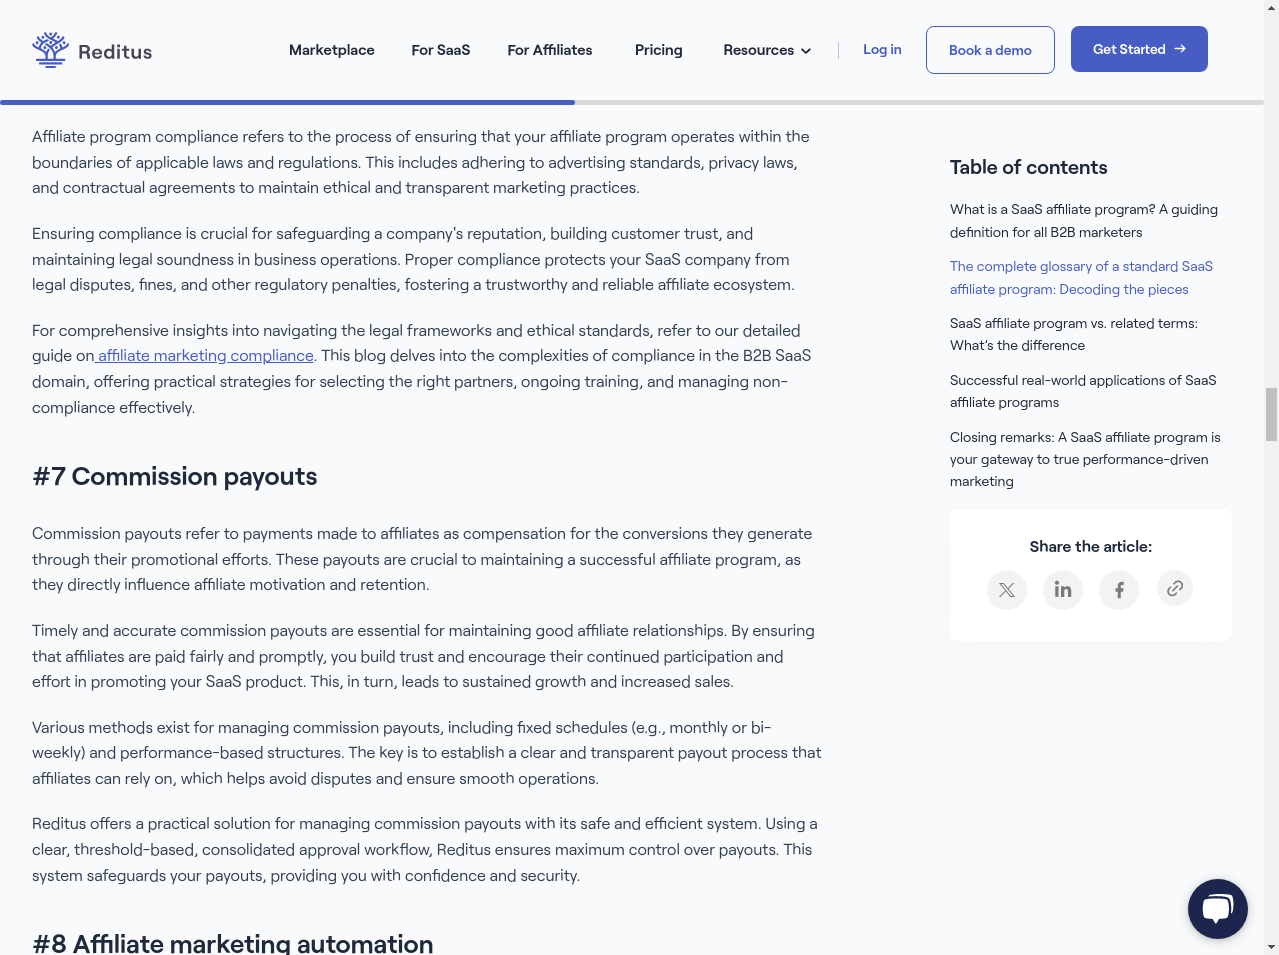 Reditus
Marketplace
For SaaS
For Affiliates
Pricing
Resources
Log in
Book a demo
Get Started
Affiliate program compliance refers to the process of ensuring that your affiliate program operates within the
boundaries of applicable laws and regulations. This includes adhering to advertising standards, privacy laws,
and contractual agreements to maintain ethical and transparent marketing practices.
Ensuring compliance is crucial for safeguarding a company's reputation, building customer trust, and
maintaining legal soundness in business operations. Proper compliance protects your SaaS company from
legal disputes, fines, and other regulatory penalties, fostering a trustworthy and reliable affiliate ecosystem.
For comprehensive insights into navigating the legal frameworks and ethical standards, refer to our detailed
guide on affiliate marketing compliance. This blog delves into the complexities of compliance in the B2B SaaS
domain, offering practical strategies for selecting the right partners, ongoing training, and managing non-
compliance effectively.
#7 Commission payouts
Commission payouts refer to payments made to affiliates as compensation for the conversions they generate
through their promotional efforts. These payouts are crucial to maintaining a successful affiliate program, as
they directly influence affiliate motivation and retention.
Timely and accurate commission payouts are essential for maintaining good affiliate relationships. By ensuring
that affiliates are paid fairly and promptly, you build trust and encourage their continued participation and
effort in promoting your SaaS product. This, in turn, leads to sustained growth and increased sales.
Various methods exist for managing commission payouts, including fixed schedules (e.g., monthly or bi-
weekly) and performance-based structures. The key is to establish a clear and transparent payout process that
affiliates can rely on, which helps avoid disputes and ensure smooth operations.
Reditus offers a practical solution for managing commission payouts with its safe and efficient system. Using a
clear, threshold-based, consolidated approval workflow, Reditus ensures maximum control over payouts. This
system safeguards your payouts, providing you with confidence and security.
#8 Affiliate marketing automation
Table of contents
What is a SaaS affiliate program? A guiding
definition for all B2B marketers
The complete glossary of a standard SaaS
affiliate program: Decoding the pieces
SaaS affiliate program vs. related terms:
What's the difference
Successful real-world applications of SaaS
affiliate programs
Closing remarks: A SaaS affiliate program is
your gateway to true performance-driven
marketing
Share the article: